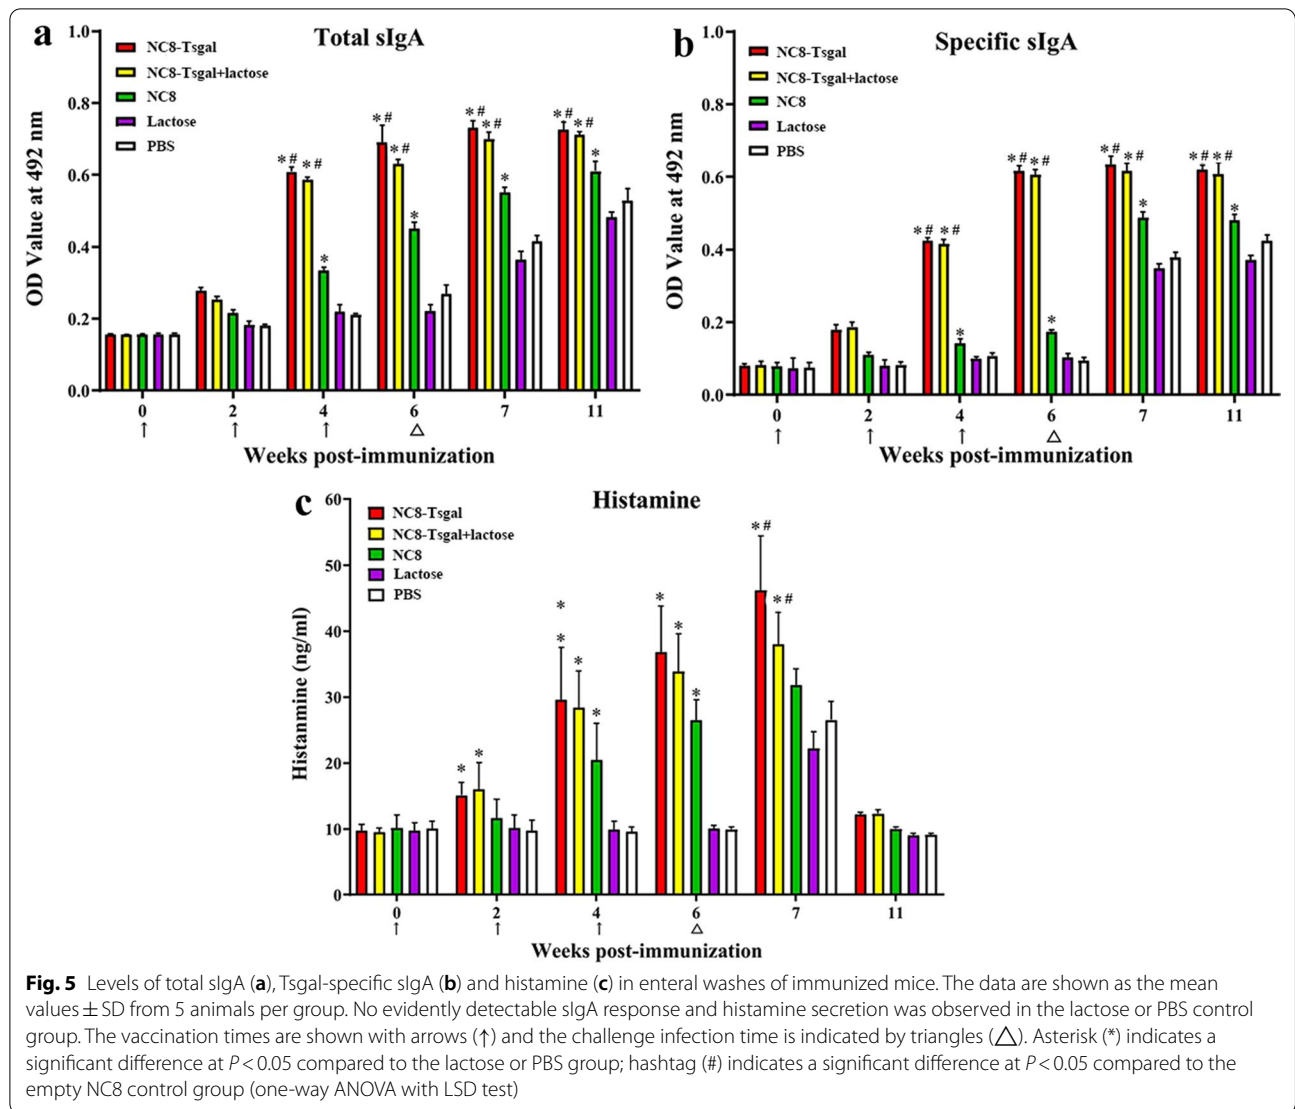 a
Total sIgA
NC8-Tsgal
NC8-Tsgal+lactose
NC8
Lactose
PBS
OD Value at 492 nm
1.0
0.8
0.6
0.4
0.2
0.0
*# *# *
*# *# *
*# *# *
*# *# *
0 2 4 6 7 11
↑ ↑ ↑ △
Weeks post-immunization
b
Specific sIgA
NC8-Tsgal
NC8-Tsgal+lactose
NC8
Lactose
PBS
OD Value at 492 nm
1.0
0.8
0.6
0.4
0.2
0.0
*# *# *
*# *# *
*# *# *
*# *# *
0 2 4 6 7 11
↑ ↑ ↑ △
Weeks post-immunization
c
Histamine
NC8-Tsgal
NC8-Tsgal+lactose
NC8
Lactose
PBS
Histanmine (ng/ml)
60
50
40
30
20
10
0
* *
* * * *
* * *
*# *#
0 2 4 6 7 11
↑ ↑ ↑ △
Weeks post-immunization
Fig. 5 Levels of total sIgA (a), Tsgal-specific sIgA (b) and histamine (c) in enteral washes of immunized mice. The data are shown as the mean
values ± SD from 5 animals per group. No evidently detectable sIgA response and histamine secretion was observed in the lactose or PBS control
group. The vaccination times are shown with arrows (↑) and the challenge infection time is indicated by triangles (△). Asterisk (*) indicates a
significant difference at P < 0.05 compared to the lactose or PBS group; hashtag (#) indicates a significant difference at P < 0.05 compared to the
empty NC8 control group (one-way ANOVA with LSD test)